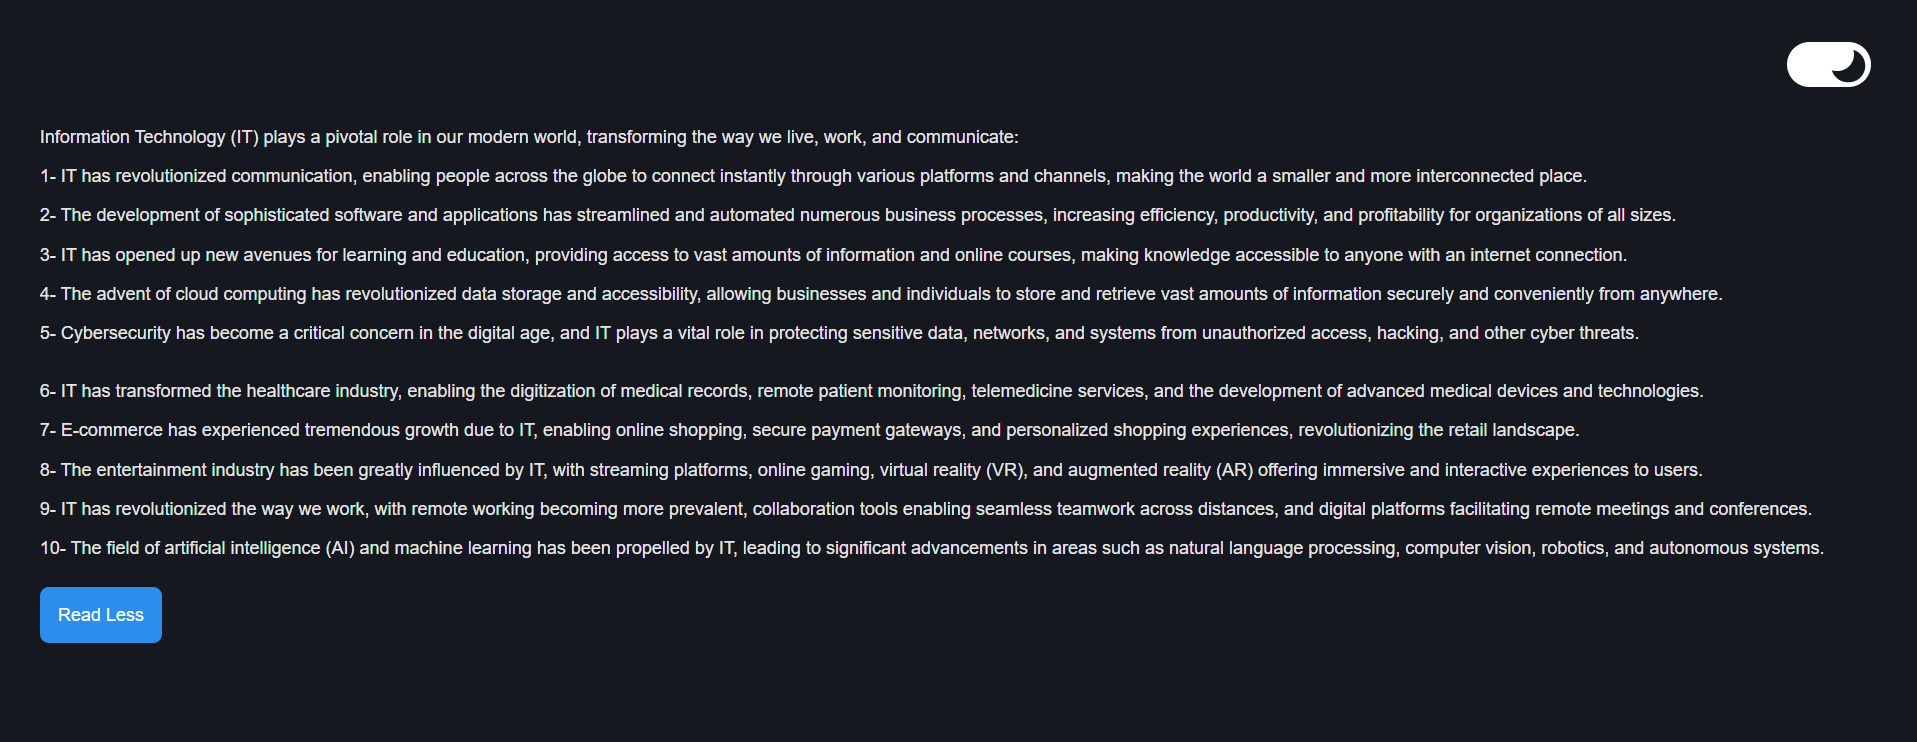 Information Technology (IT) plays a pivotal role in our modern world, transforming the way we live, work, and communicate:
1- IT has revolutionized communication, enabling people across the globe to connect instantly through various platforms and channels, making the world a smaller and more interconnected place.
2- The development of sophisticated software and applications has streamlined and automated numerous business processes, increasing efficiency, productivity, and profitability for organizations of all sizes.
3- IT has opened up new avenues for learning and education, providing access to vast amounts of information and online courses, making knowledge accessible to anyone with an internet connection.
4- The advent of cloud computing has revolutionized data storage and accessibility, allowing businesses and individuals to store and retrieve vast amounts of information securely and conveniently from anywhere.
5- Cybersecurity has become a critical concern in the digital age, and IT plays a vital role in protecting sensitive data, networks, and systems from unauthorized access, hacking, and other cyber threats.
6- IT has transformed the healthcare industry, enabling the digitization of medical records, remote patient monitoring, telemedicine services, and the development of advanced medical devices and technologies.
7- E-commerce has experienced tremendous growth due to IT, enabling online shopping, secure payment gateways, and personalized shopping experiences, revolutionizing the retail landscape.
8- The entertainment industry has been greatly influenced by IT, with streaming platforms, online gaming, virtual reality (VR), and augmented reality (AR) offering immersive and interactive experiences to users.
9- IT has revolutionized the way we work, with remote working becoming more prevalent, collaboration tools enabling seamless teamwork across distances, and digital platforms facilitating remote meetings and conferences.
10- The field of artificial intelligence (AI) and machine learning has been propelled by IT, leading to significant advancements in areas such as natural language processing, computer vision, robotics, and autonomous systems.
Read Less